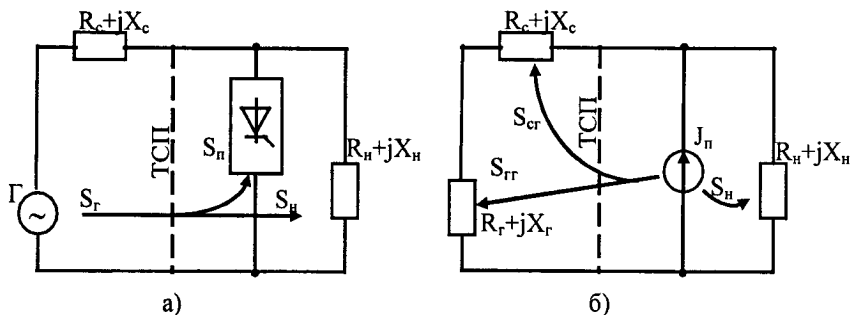 Rс+jXс
ТСП
Sп
Rн+jXн
Г
~
Sг
Sн
а)
Rс+jXс
ТСП
Sсг
Jп
Rн+jXн
Sгг
Sн
Rг+jXг
б)